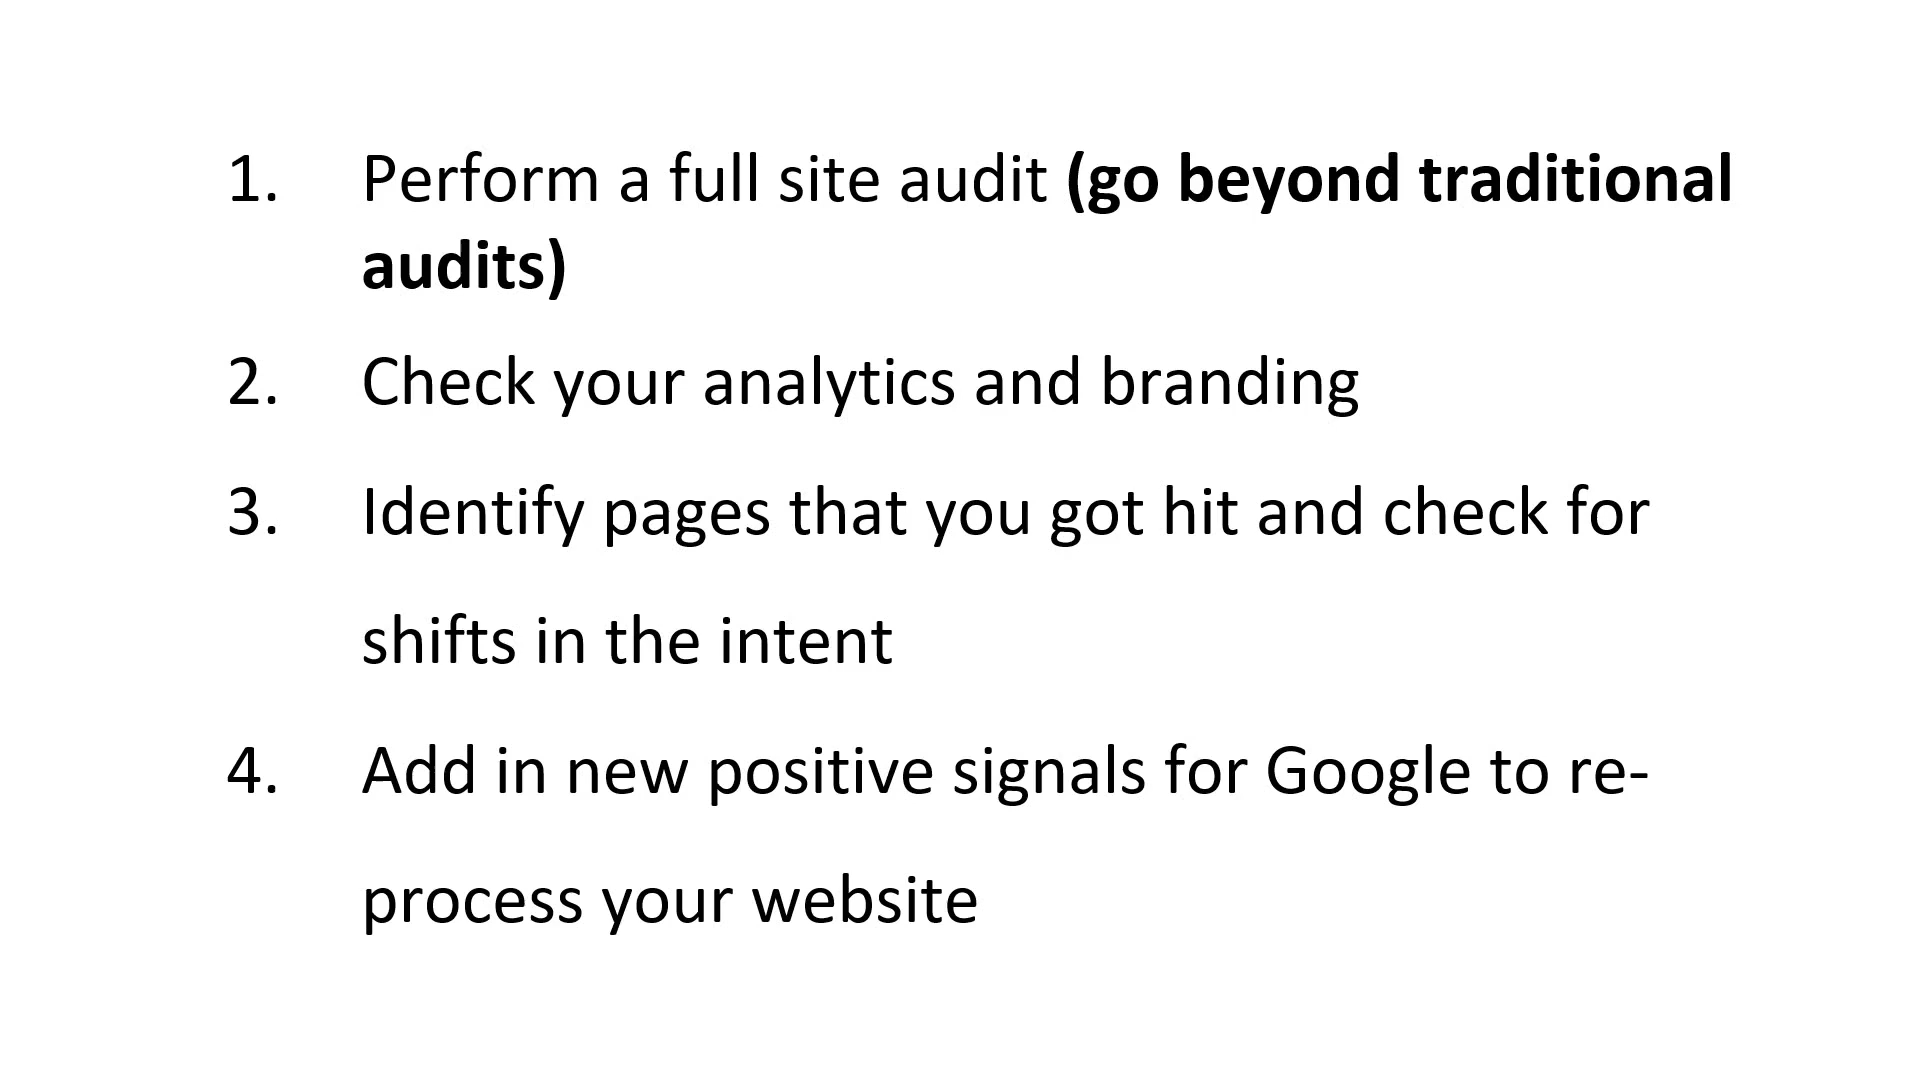 1. Perform a full site audit (go beyond traditional
audits)
2. Check your analytics and branding
3. Identify pages that you got hit and check for
shifts in the intent
4. Add in new positive signals for Google to re-
process your website